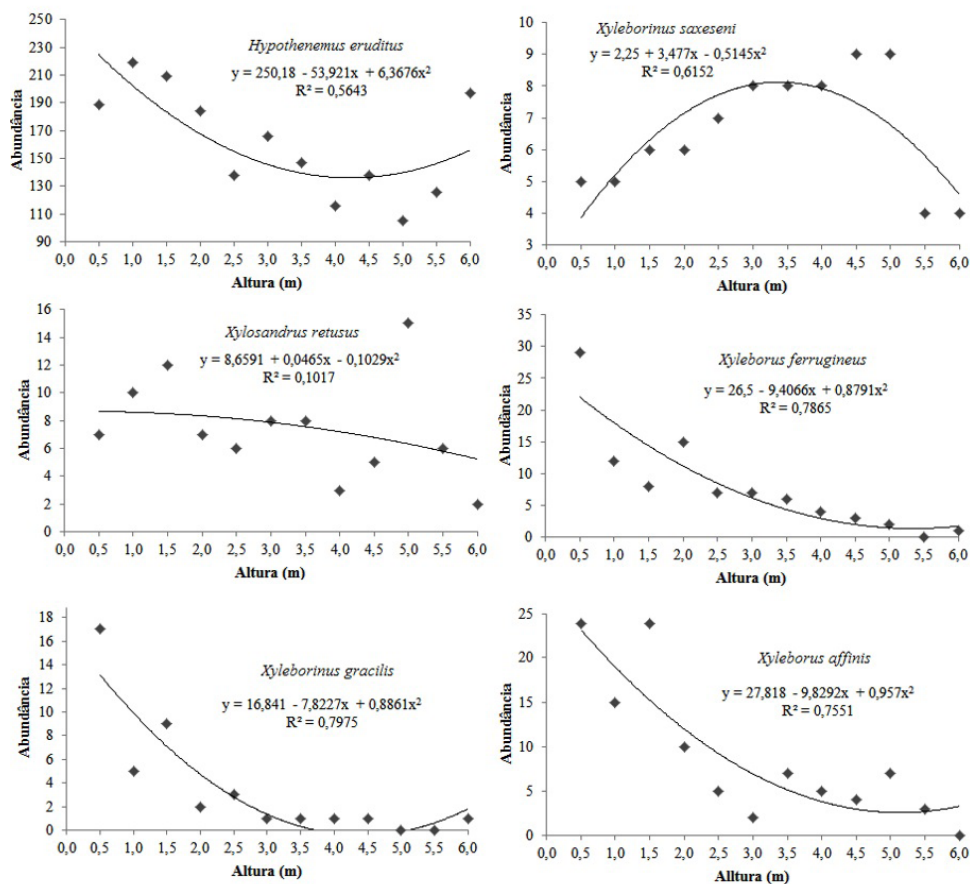 Hypothenemus eruditus
y = 250,18 - 53,921x + 6,3676x²
R² = 0,5643
Abundância
250
230
210
190
170
150
130
110
90
0,0 0,5 1,0 1,5 2,0 2,5 3,0 3,5 4,0 4,5 5,0 5,5 6,0
Altura (m)
Xyleborinus saxeseni
y = 2,25 + 3,477x - 0,5145x²
R² = 0,6152
Abundância
10
9
8
7
6
5
4
3
0,0 0,5 1,0 1,5 2,0 2,5 3,0 3,5 4,0 4,5 5,0 5,5 6,0
Altura (m)
Xylosandrus retusus
y = 8,6591 + 0,0465x - 0,1029x²
R² = 0,1017
Abundância
16
14
12
10
8
6
4
2
0
0,0 0,5 1,0 1,5 2,0 2,5 3,0 3,5 4,0 4,5 5,0 5,5 6,0
Altura (m)
Xyleborus ferrugineus
y = 26,5 - 9,4066x + 0,8791x²
R² = 0,7865
Abundância
35
30
25
20
15
10
5
0
0,0 0,5 1,0 1,5 2,0 2,5 3,0 3,5 4,0 4,5 5,0 5,5 6,0
Altura (m)
Xyleborinus gracilis
y = 16,841 - 7,8227x + 0,8861x²
R² = 0,7975
Abundância
18
16
14
12
10
8
6
4
2
0
0,0 0,5 1,0 1,5 2,0 2,5 3,0 3,5 4,0 4,5 5,0 5,5 6,0
Altura (m)
Xyleborus affinis
y = 27,818 - 9,8292x + 0,957x²
R² = 0,7551
Abundância
25
20
15
10
5
0
0,0 0,5 1,0 1,5 2,0 2,5 3,0 3,5 4,0 4,5 5,0 5,5 6,0
Altura (m)